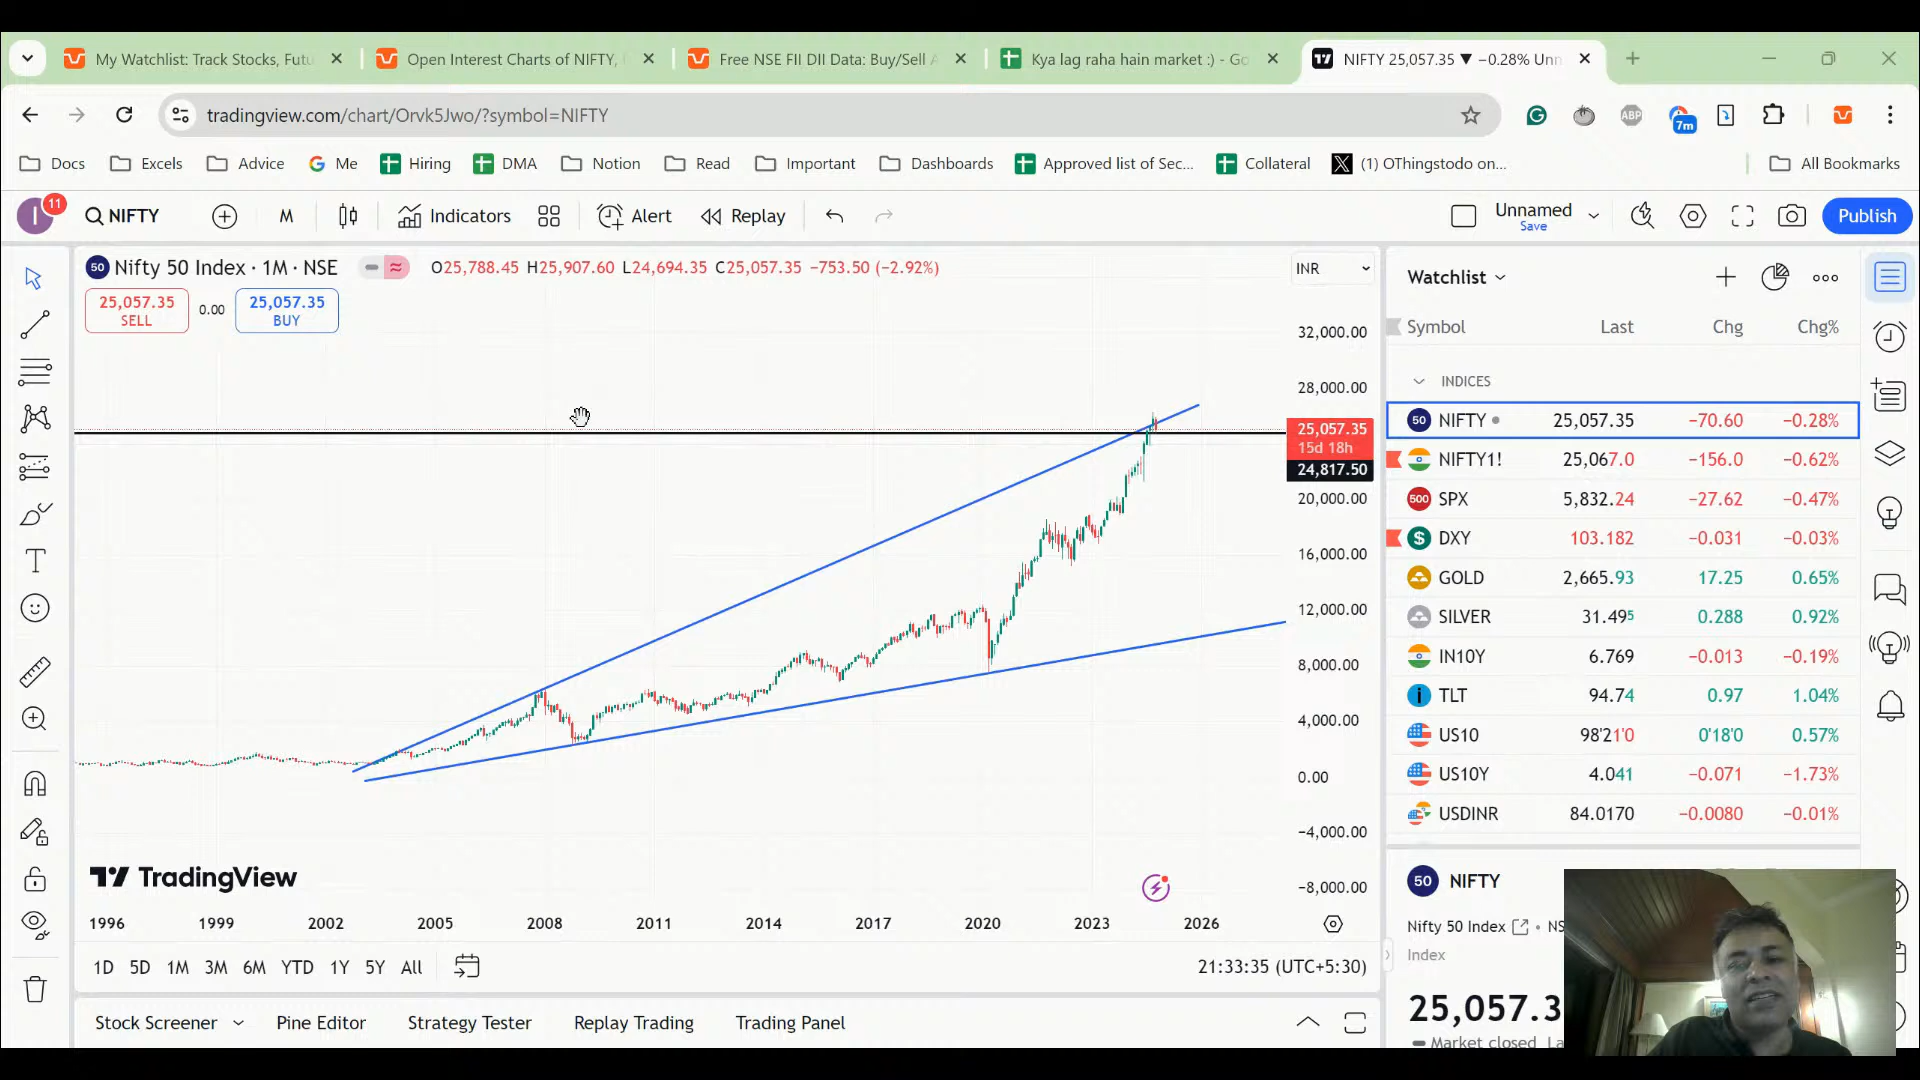 My Watchlist: Track Stocks, Futu
Open Interest Charts of NIFTY,
Free NSE FII DII Data: Buy/Sell A
Kya lag raha hain market :) - Go
NIFTY 25,057.35 ▼ −0.28% Unn
tradingview.com/chart/Orvk5Jwo/?symbol=NIFTY
ABP
7m
Docs
Excels
Advice
Me
Hiring
DMA
Notion
Read
Important
Dashboards
Approved list of Sec...
Collateral
(1) OThingstodo on...
All Bookmarks
I
11
NIFTY
M
Indicators
Alert
Replay
Unnamed
Save
Publish
50 Nifty 50 Index · 1M · NSE
O25,788.45 H25,907.60 L24,694.35 C25,057.35 −753.50 (−2.92%)
INR
25,057.35
SELL
0.00
25,057.35
BUY
32,000.00
28,000.00
25,057.35
15d 18h
24,817.50
20,000.00
16,000.00
12,000.00
8,000.00
4,000.00
0.00
−4,000.00
−8,000.00
TradingView
1996 1999 2002 2005 2008 2011 2014 2017 2020 2023 2026
1D 5D 1M 3M 6M YTD 1Y 5Y All
21:33:35 (UTC+5:30)
Stock Screener
Pine Editor
Strategy Tester
Replay Trading
Trading Panel
Watchlist
Symbol Last Chg Chg%
INDICES
50 NIFTY 25,057.35 −70.60 −0.28%
NIFTY1! 25,067.0 −156.0 −0.62%
500 SPX 5,832.24 −27.62 −0.47%
$ DXY 103.182 −0.031 −0.03%
GOLD 2,665.93 17.25 0.65%
SILVER 31.495 0.288 0.92%
IN10Y 6.769 −0.013 −0.19%
TLT 94.74 0.97 1.04%
US10 98'21'0 0'18'0 0.57%
US10Y 4.041 −0.071 −1.73%
USDINR 84.0170 −0.0080 −0.01%
50 NIFTY
Nifty 50 Index • NS
Index
25,057.3
Market closed La